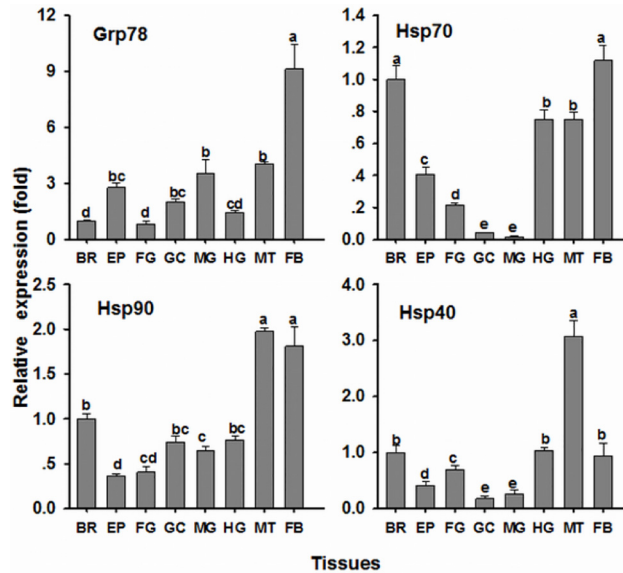 Grp78
12
9
6
3
0
a
d
bc
d
bc
b
cd
b
BR EP FG GC MG HG MT FB
Hsp70
1.4
1.2
1.0
.8
.6
.4
.2
0.0
a
c
d
e
e
b
b
a
BR EP FG GC MG HG MT FB
Hsp90
2.5
2.0
1.5
1.0
.5
0.0
b
d
cd
bc
c
bc
a
a
BR EP FG GC MG HG MT FB
Hsp40
4.0
3.0
2.0
1.0
0.0
b
d
c
e
e
b
a
b
BR EP FG GC MG HG MT FB
Relative expression (fold)
Tissues